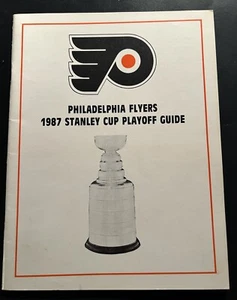 PHILADELPHIA FLYERS
1987 STANLEY CUP PLAYOFF GUIDE